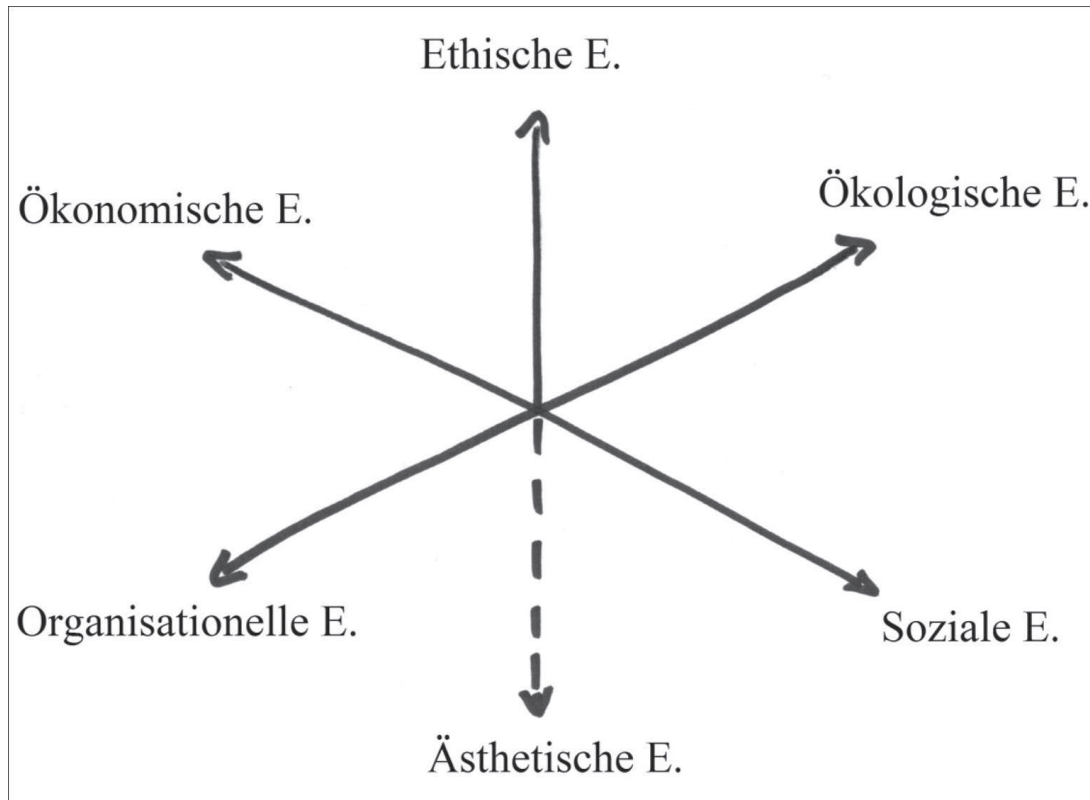 Ethische E.
Ökonomische E.
Ökologische E.
Organisationelle E.
Soziale E.
Ästhetische E.